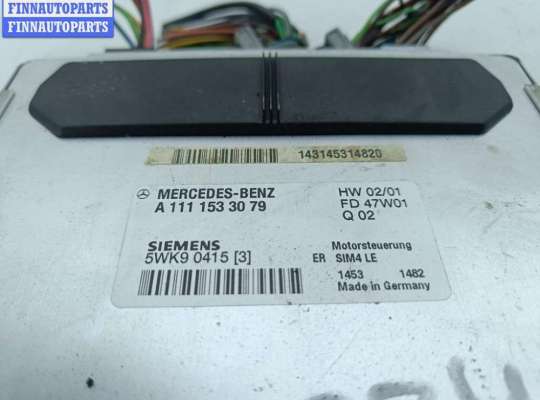 FINNAUTOPARTS
FINNAUTOPARTS
FINNAUTOPARTS
143145314820
MERCEDES-BENZ
A 111 153 30 79
HW 02/01
FD 47W01
Q 02
SIEMENS
5WK9 0415 [3]
Motorsteuerung
ER SIM4 LE
1453 1482
Made in Germany